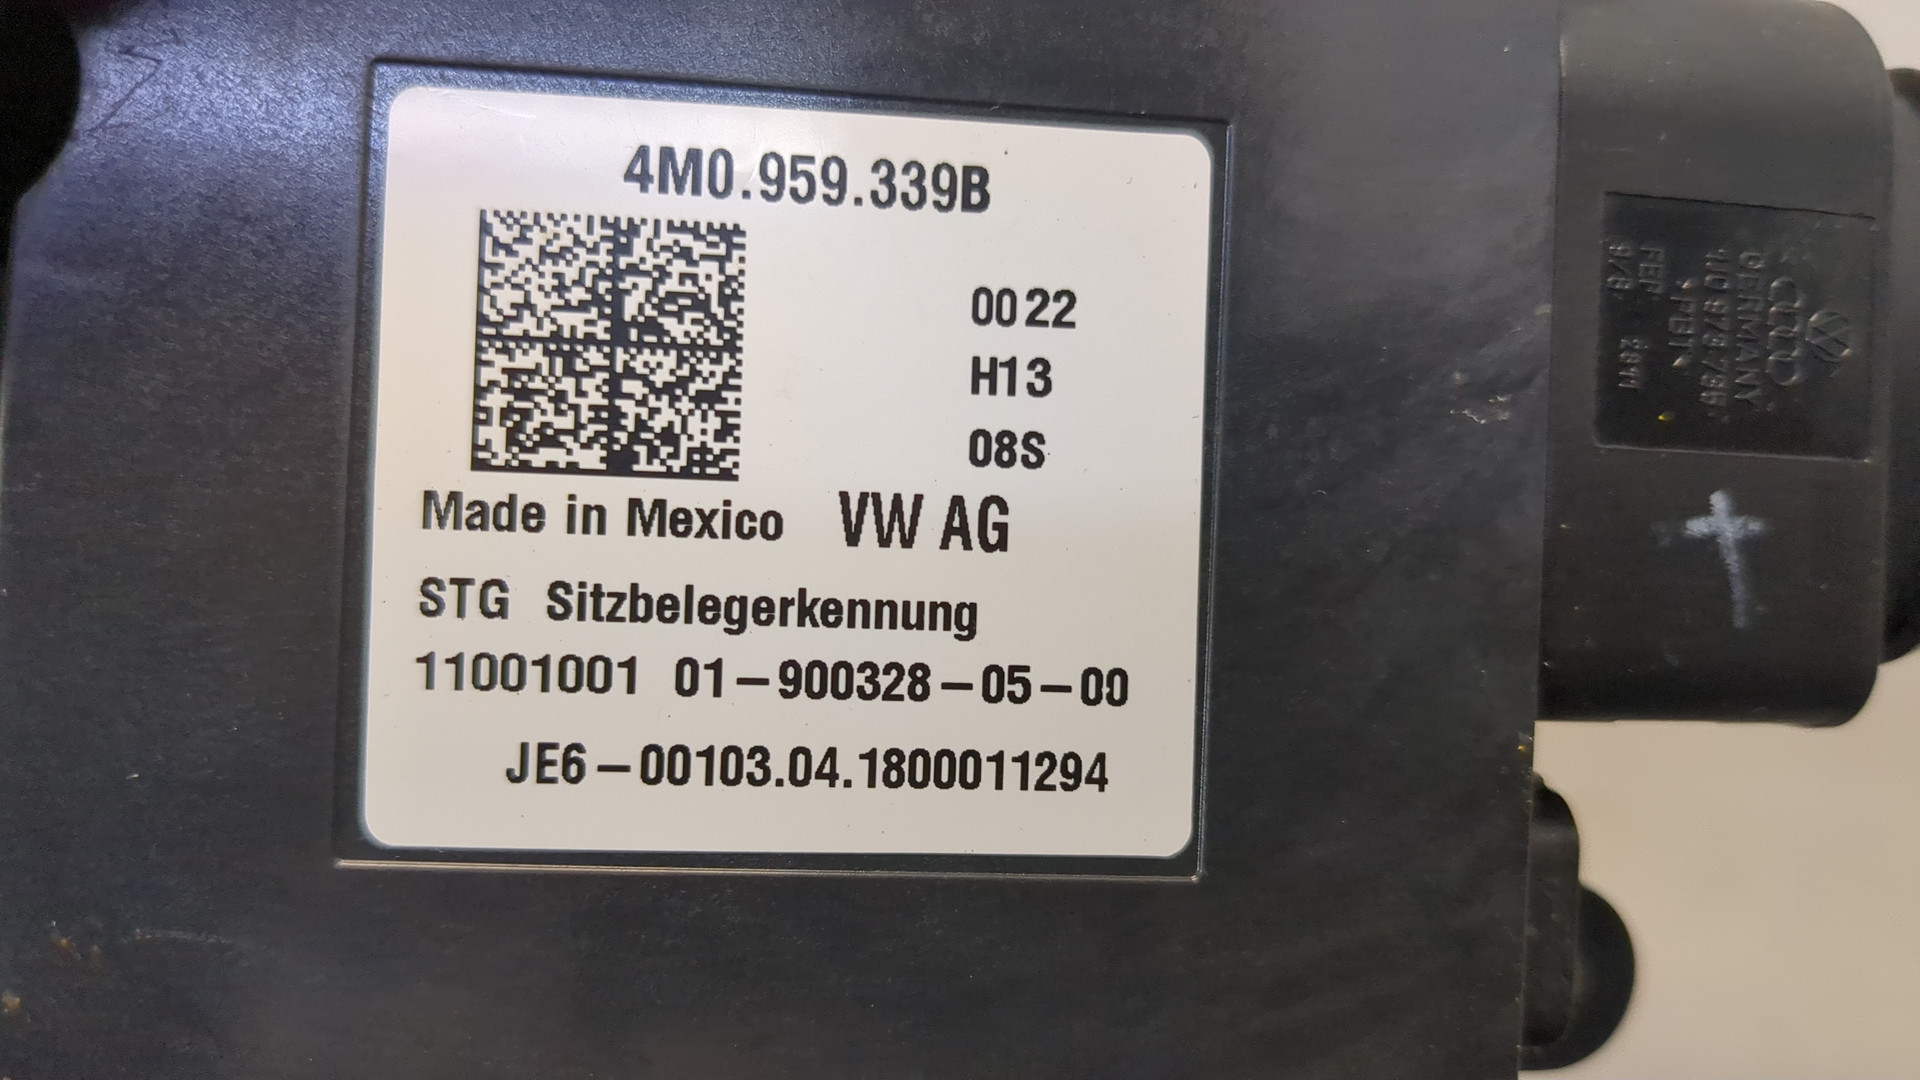 4M0.959.339B
0022
H13
08S
Made in Mexico VW AG
STG Sitzbelegerkennung
11001001 01-900328-05-00
JE6-00103.04.1800011294
GERMANY